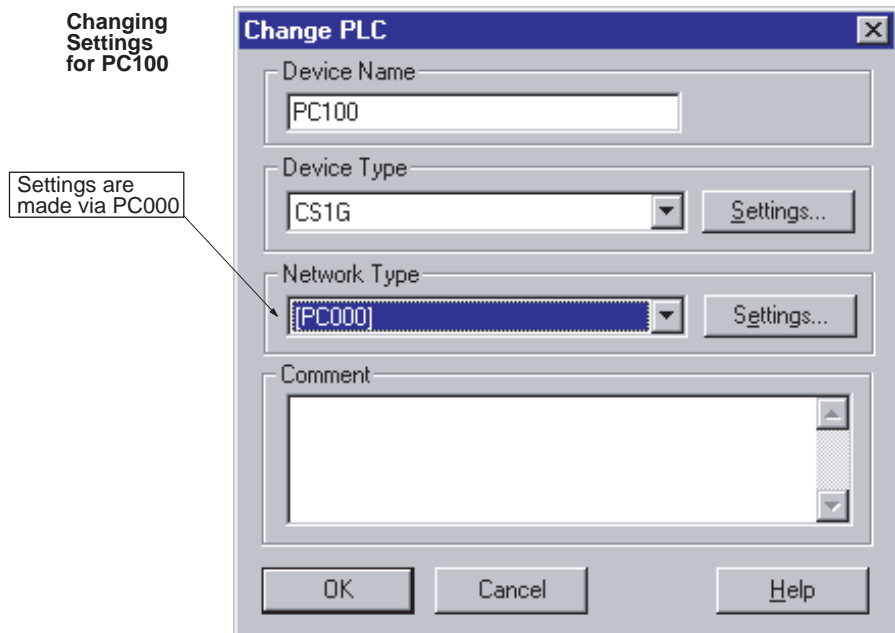 Changing
Settings
for PC100
Change PLC
Device Name
PC100
Device Type
CS1G
Settings...
Settings are
made via PC000
Network Type
[PC000]
Settings...
Comment
OK
Cancel
Help